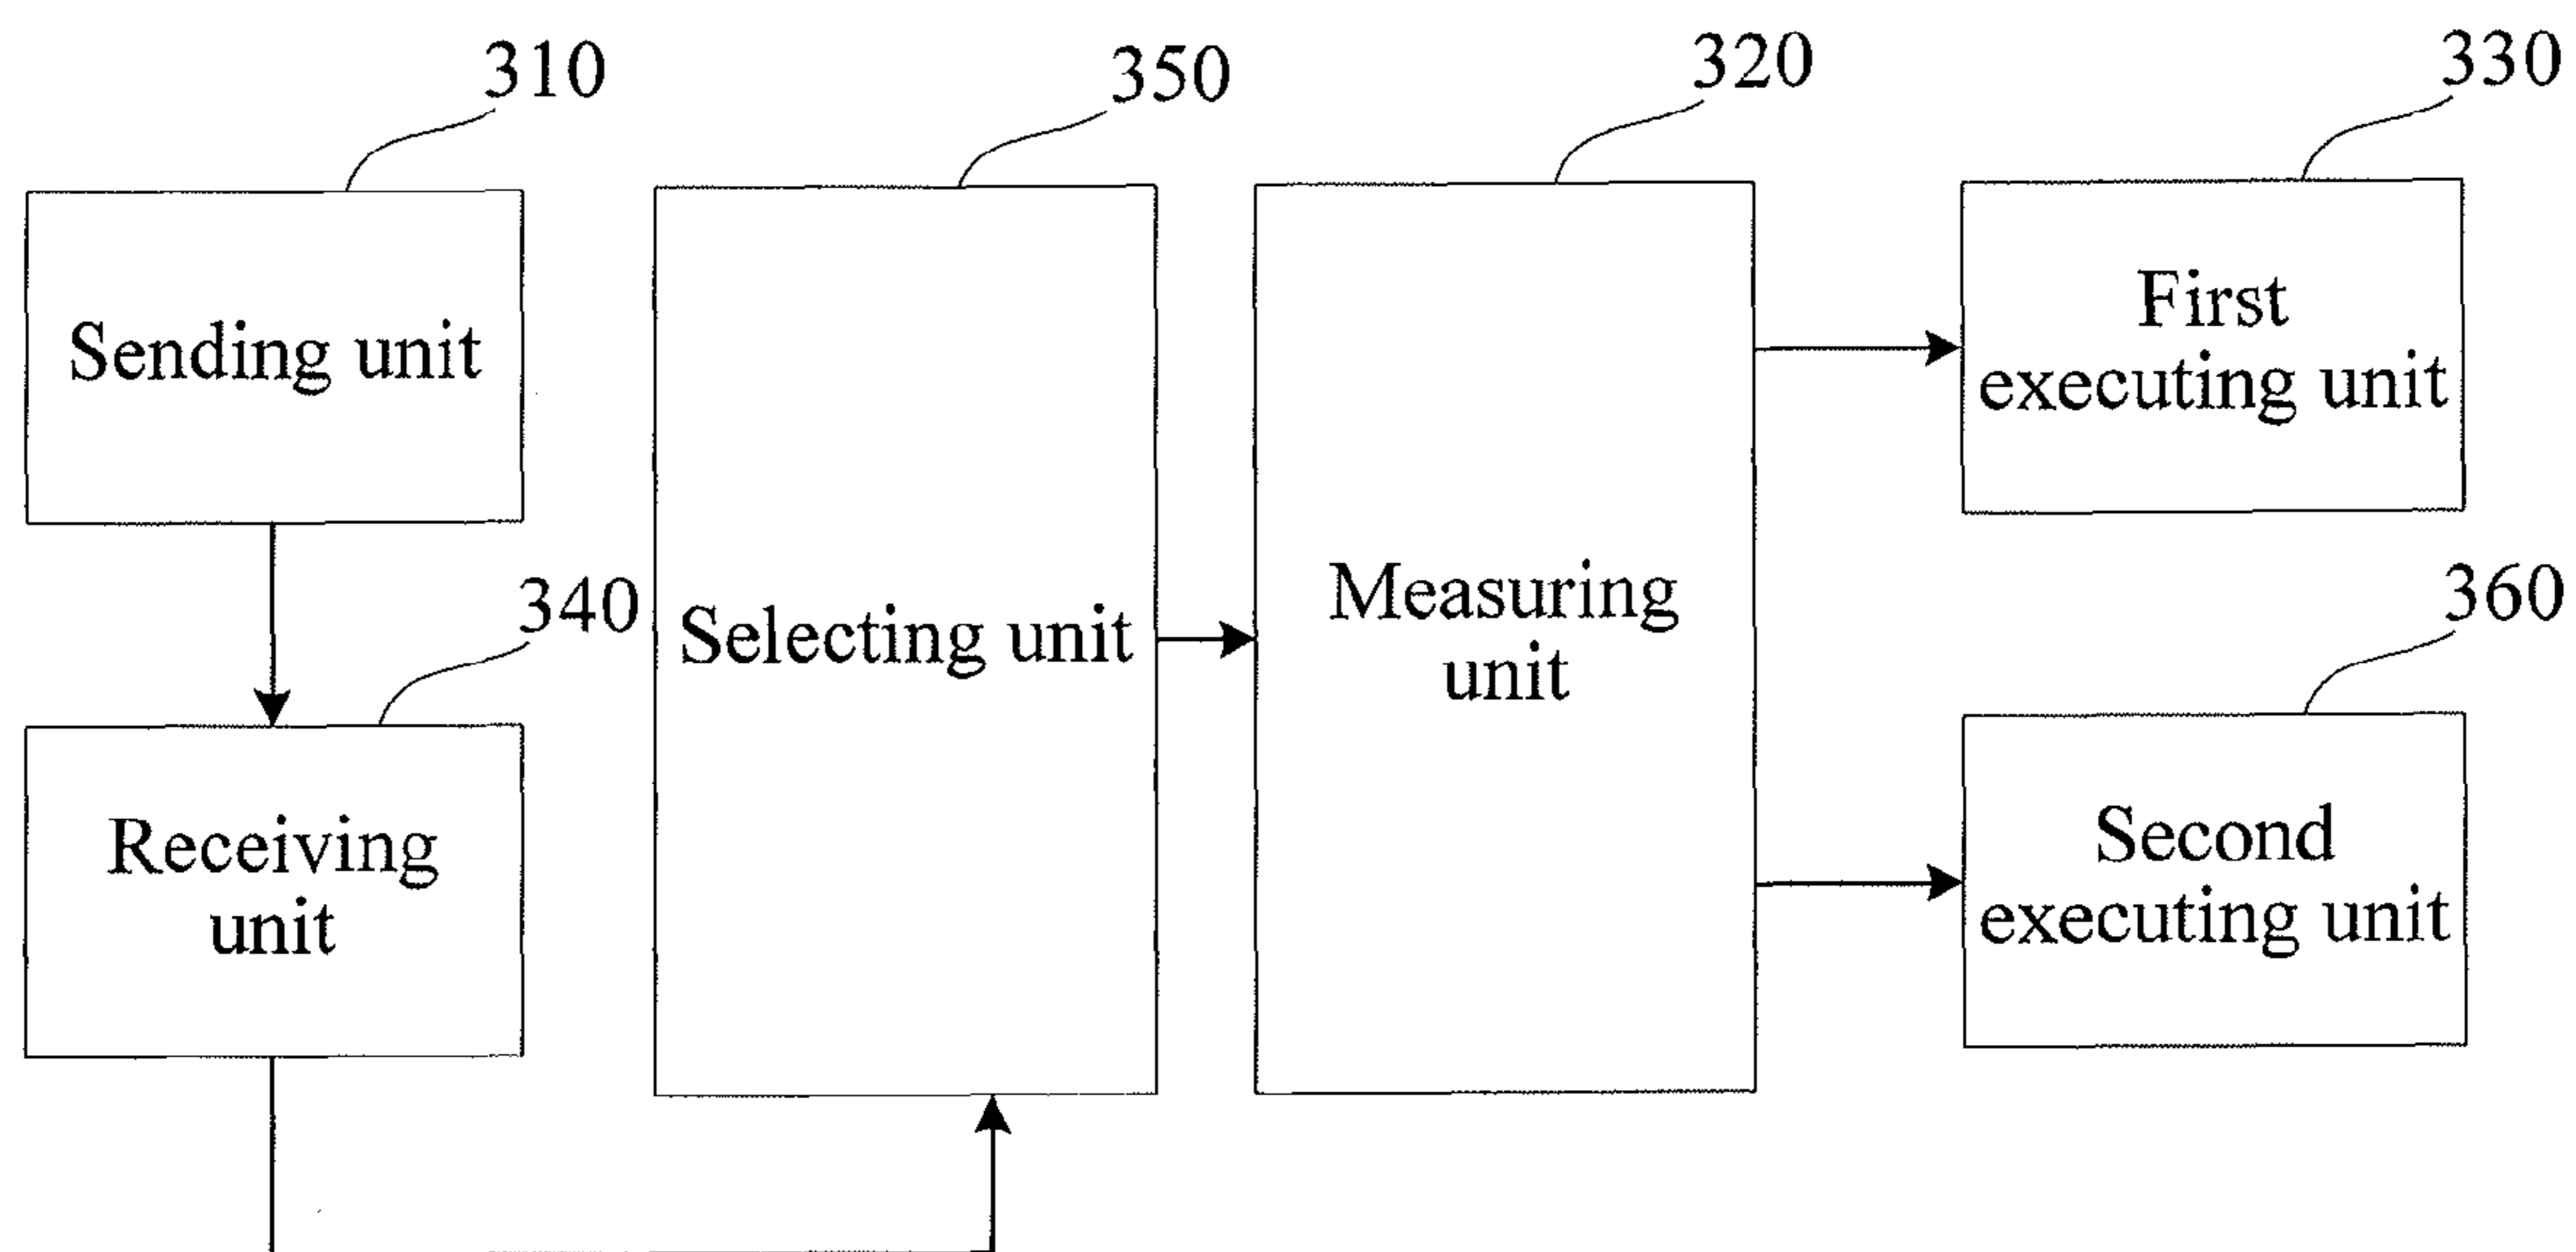 310
350
320
330
Sending unit
First
executing unit
340
Selecting unit
Measuring
unit
360
Receiving
unit
Second
executing unit